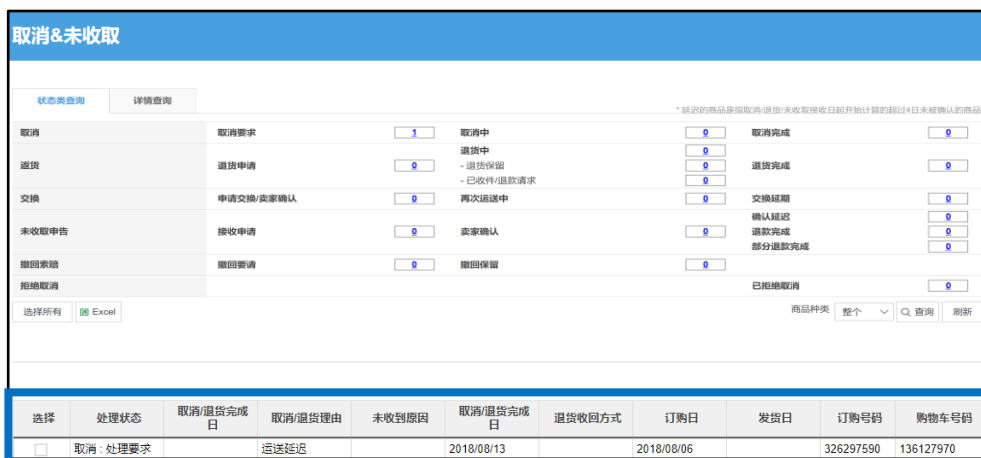 取消&未收取
状态类查询 详情查询
* 延迟的商品是指取消/退货/未收取接收日起开始计算的超过4日未被确认的商品
取消 取消要求 1 取消中 0 取消完成 0
退货 退货申请 0 退货中 0 退货完成 0
- 退货保留 0
- 已收件/退款请求 0
交换 申请交换/卖家确认 0 再次运送中 0 交换延期 0
未收取申告 接收申请 0 卖家确认 0 确认延迟 0
退款完成 0
部分退款完成 0
撤回索赔 撤回要请 0 撤回保留 0
拒绝取消 已拒绝取消 0
选择所有 Excel 商品种类 整个 查询 刷新
选择 处理状态 取消/退货完成日 取消/退货理由 未收到原因 取消/退货完成日 退货收回方式 订购日 发货日 订购号码 购物车号码
取消 : 处理要求 运送延迟 2018/08/13 2018/08/06 326297590 136127970